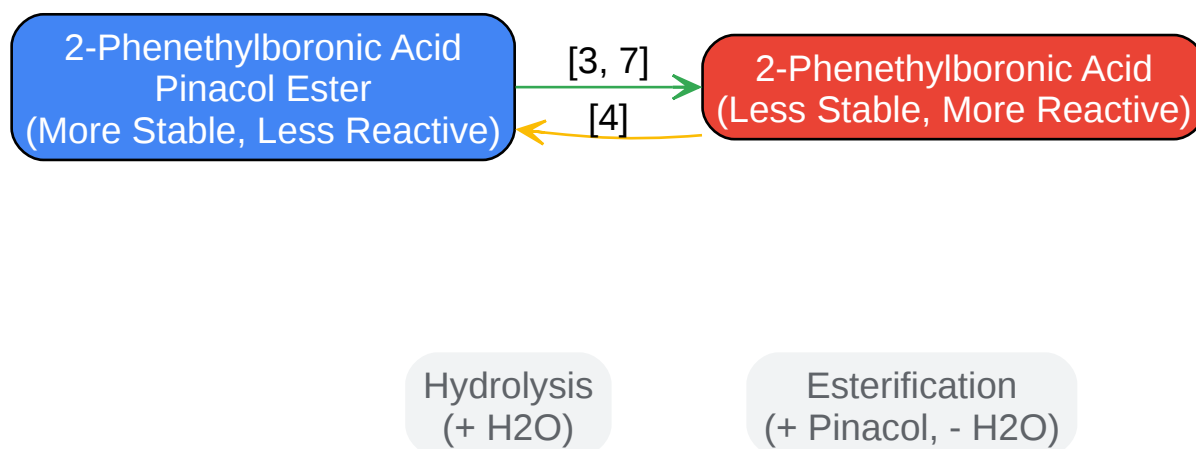 2-Phenethylboronic Acid
Pinacol Ester
(More Stable, Less Reactive)
[3, 7]
[4]
2-Phenethylboronic Acid
(Less Stable, More Reactive)
Hydrolysis
(+ H2O)
Esterification
(+ Pinacol, - H2O)